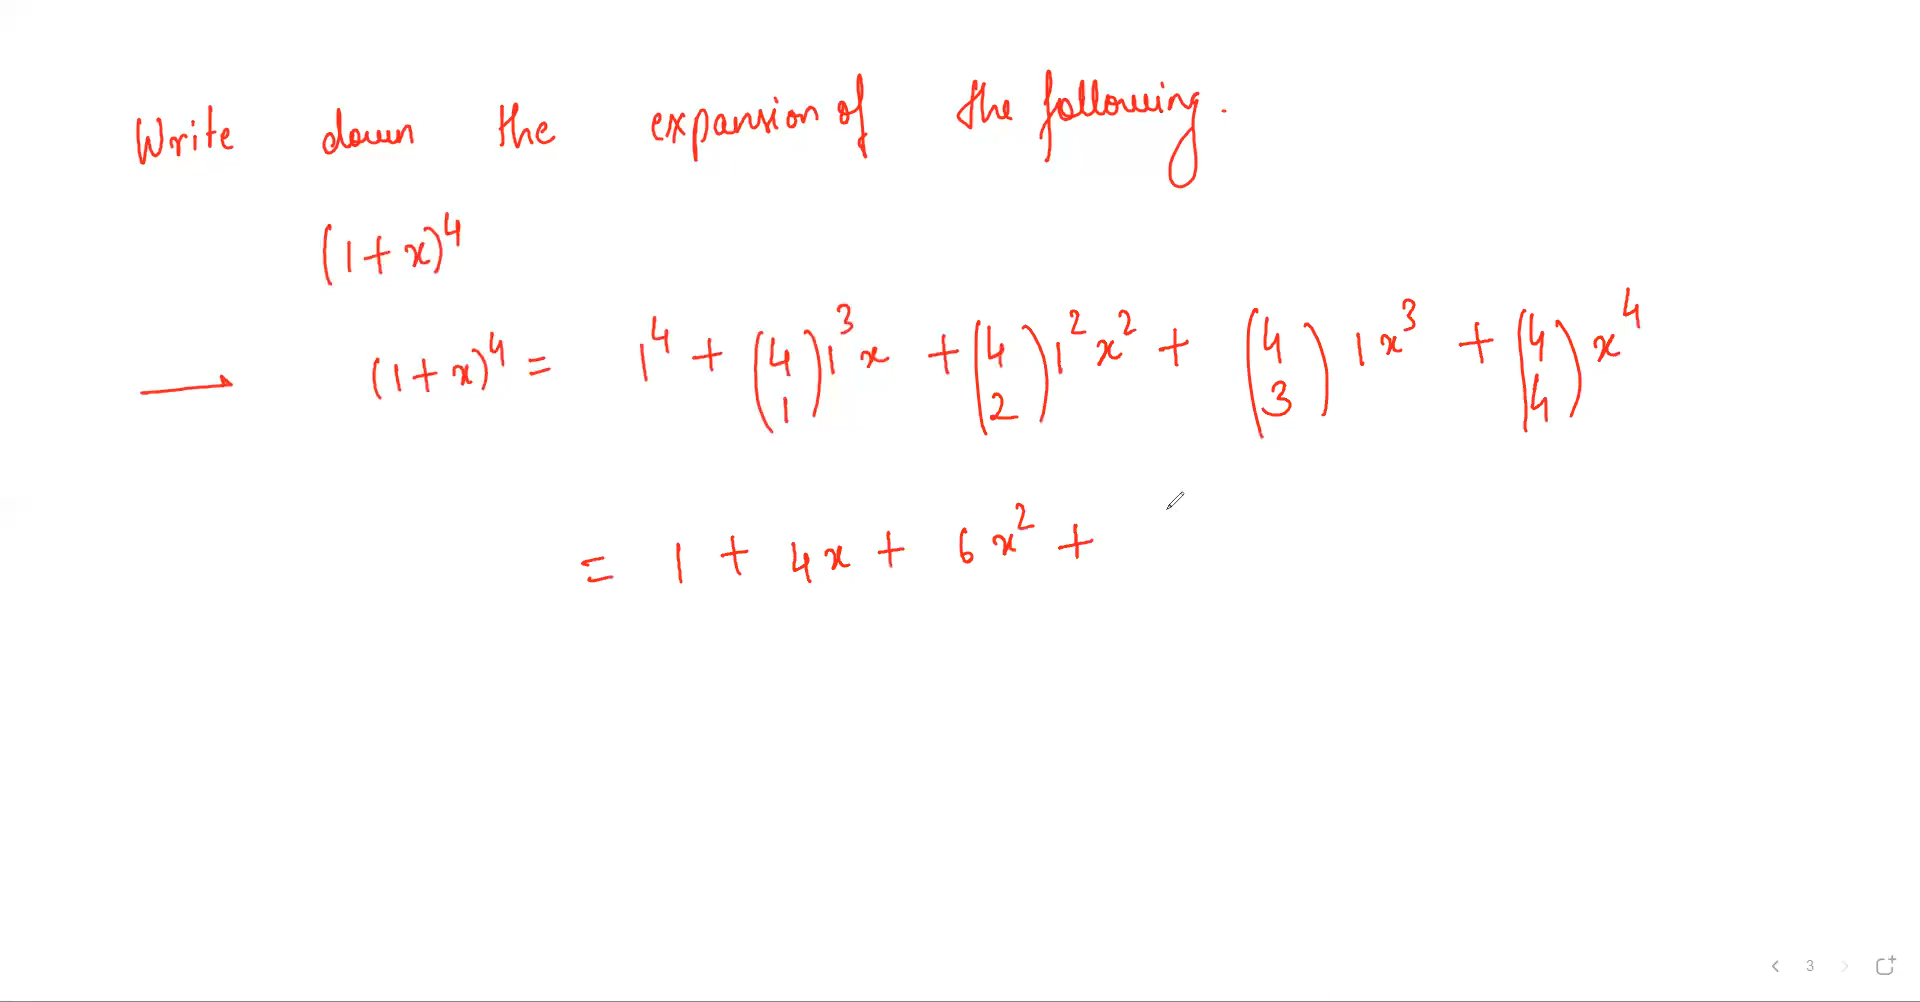 Write down the expansion of the following.
(1+x)^4
⟶ (1+x)^4 = 1^4 + (4 1) 1^3 x + (4 2) 1^2 x^2 + (4 3) 1 x^3 + (4 4) x^4
= 1 + 4x + 6x^2 +
3